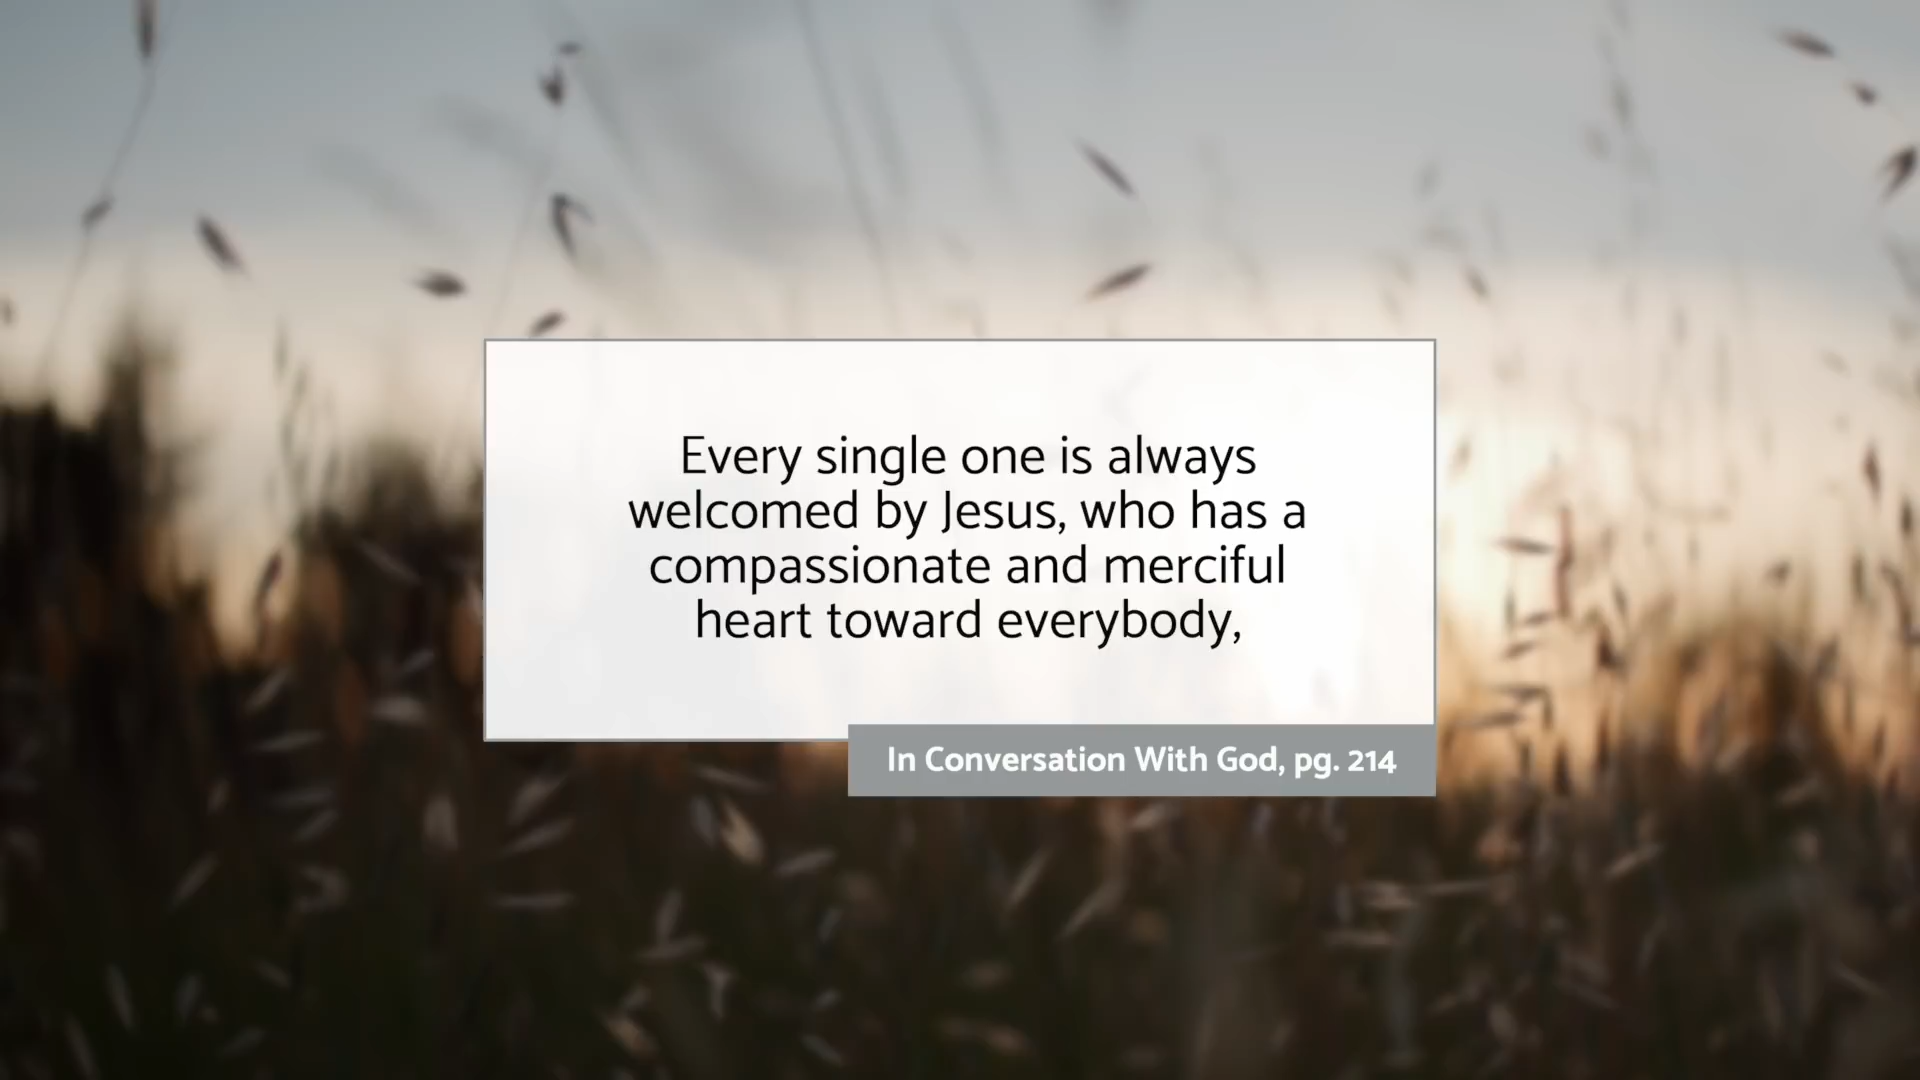 Every single one is always
welcomed by Jesus, who has a
compassionate and merciful
heart toward everybody,
In Conversation With God, pg. 214